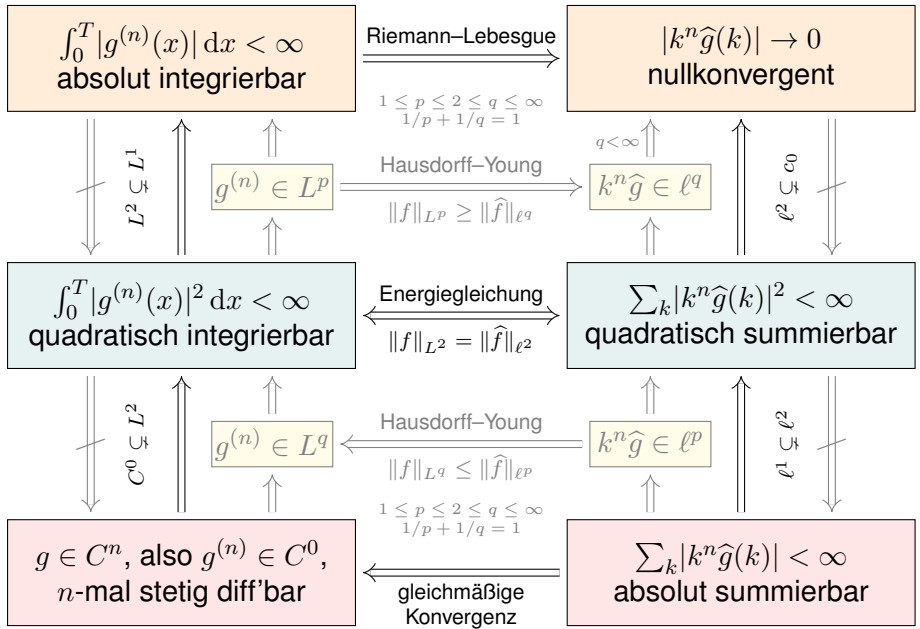 ∫₀ᵀ|g⁽ⁿ⁾(x)| dx < ∞
absolut integrierbar
Riemann–Lebesgue
|kⁿĝ(k)| → 0
nullkonvergent
1 ≤ p ≤ 2 ≤ q ≤ ∞
1/p + 1/q = 1
L² ⊊ L¹
g⁽ⁿ⁾ ∈ Lᵖ
Hausdorff–Young
‖f‖_{Lᵖ} ≥ ‖f̂‖_{ℓ^q}
q<∞
kⁿĝ ∈ ℓ^q
ℓ² ⊊ c₀
∫₀ᵀ|g⁽ⁿ⁾(x)|² dx < ∞
quadratisch integrierbar
Energiegleichung
‖f‖_{L²} = ‖f̂‖_{ℓ²}
∑ₖ|kⁿĝ(k)|² < ∞
quadratisch summierbar
C⁰ ⊊ L²
g⁽ⁿ⁾ ∈ L^q
Hausdorff–Young
‖f‖_{L^q} ≤ ‖f̂‖_{ℓᵖ}
kⁿĝ ∈ ℓᵖ
ℓ¹ ⊊ ℓ²
1 ≤ p ≤ 2 ≤ q ≤ ∞
1/p + 1/q = 1
g ∈ Cⁿ, also g⁽ⁿ⁾ ∈ C⁰,
n-mal stetig diff'bar
gleichmäßige
Konvergenz
∑ₖ|kⁿĝ(k)| < ∞
absolut summierbar